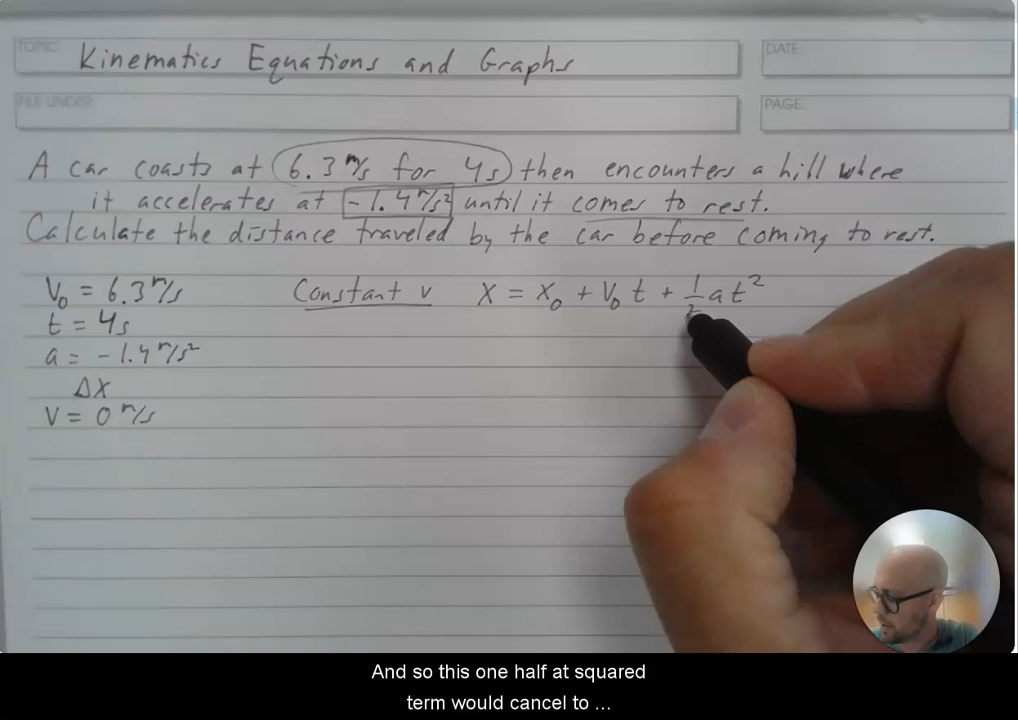 TOPIC: Kinematics Equations and Graphs
DATE:
FILE UNDER:
PAGE:
A car coasts at 6.3 m/s for 4s then encounters a hill where
it accelerates at -1.4 m/s² until it comes to rest.
Calculate the distance traveled by the car before coming to rest.
V₀ = 6.3 m/s
Constant v X = X₀ + V₀ t + 1/2 at²
t = 4s
a = -1.4 m/s²
ΔX
V = 0 m/s
And so this one half at squared
term would cancel to ...